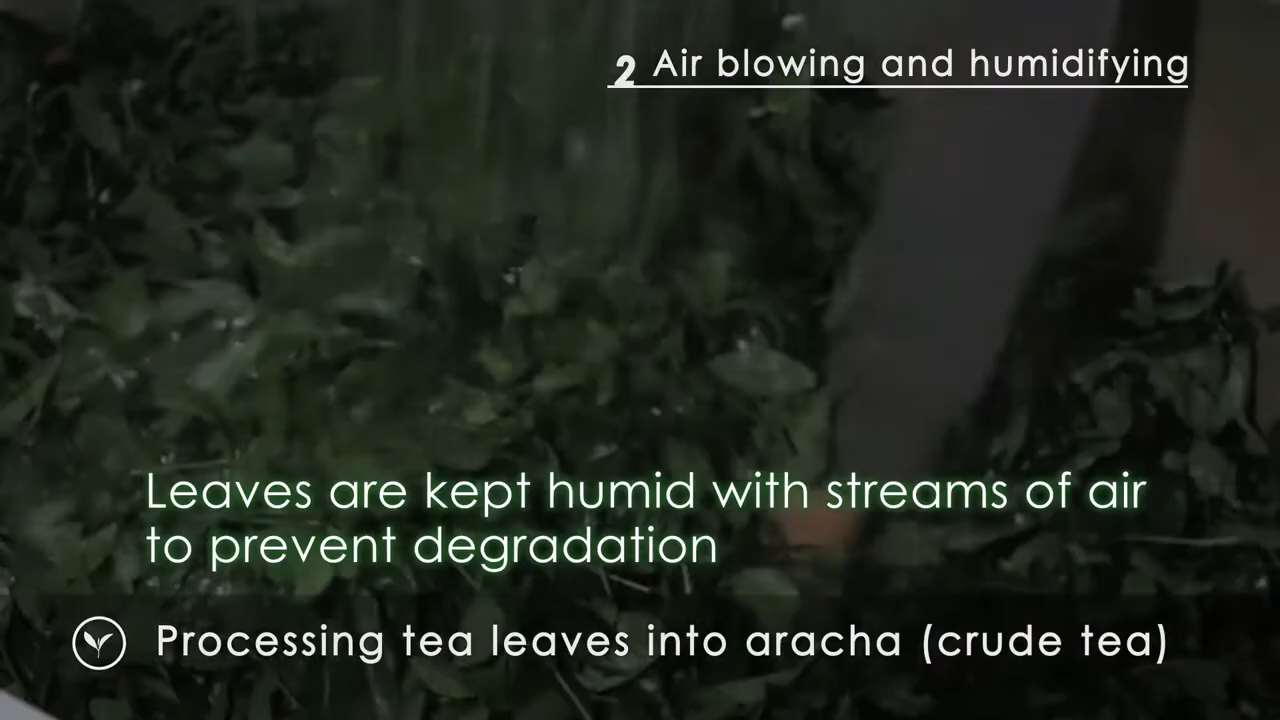 2 Air blowing and humidifying
Leaves are kept humid with streams of air
to prevent degradation
Processing tea leaves into aracha (crude tea)